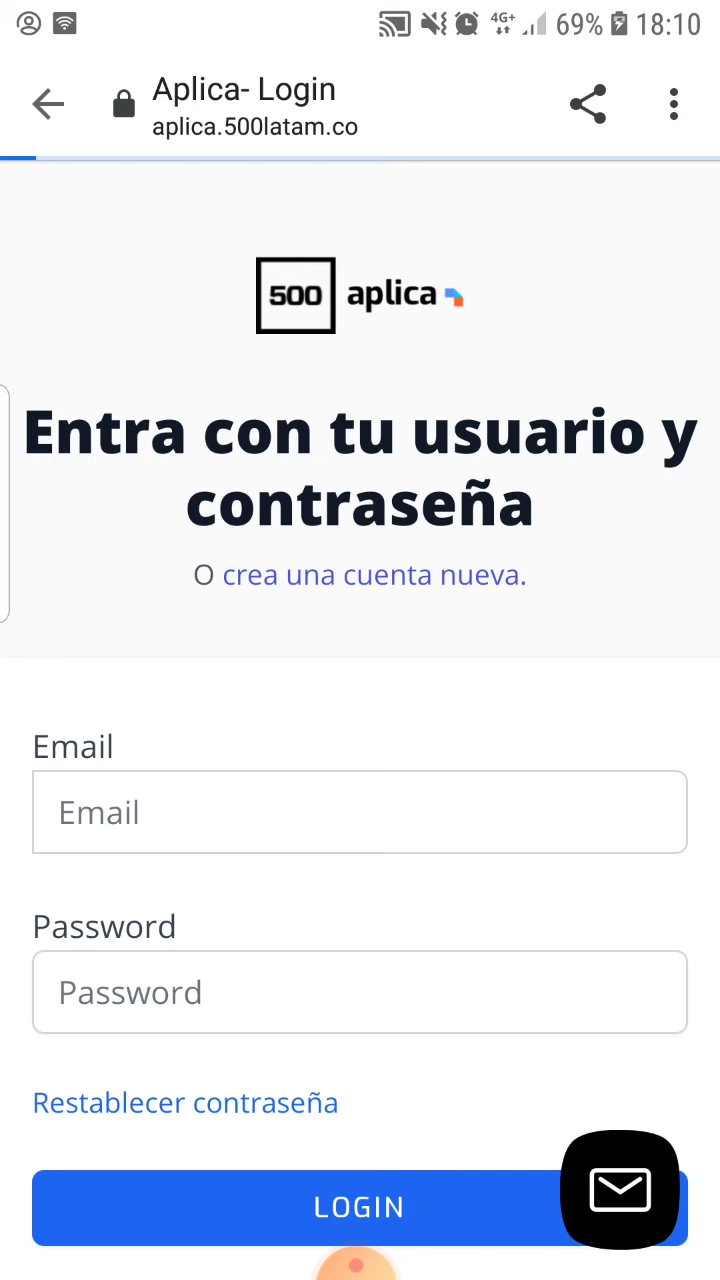 4G+ 69% 18:10
Aplica- Login
aplica.500latam.co
500 aplica
Entra con tu usuario y
contraseña
O crea una cuenta nueva.
Email
Email
Password
Password
Restablecer contraseña
LOGIN